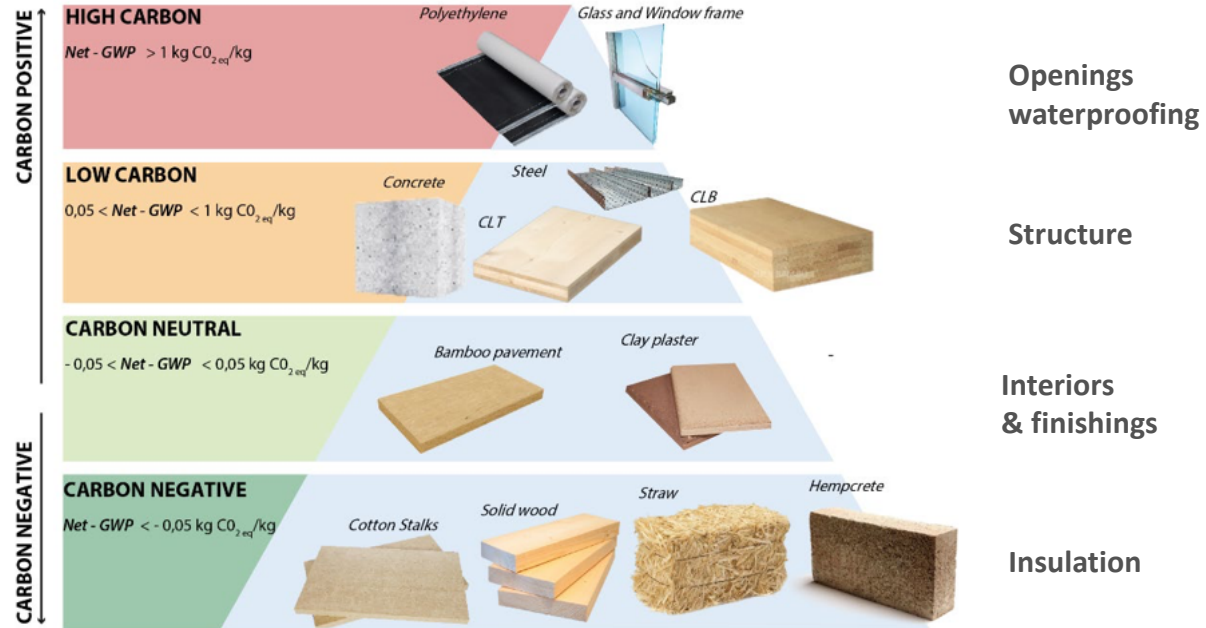 CARBON POSITIVE
HIGH CARBON
Net - GWP > 1 kg C0₂ eq/kg
Polyethylene
Glass and Window frame
Openings
waterproofing
LOW CARBON
0,05 < Net - GWP < 1 kg C0₂ eq/kg
Concrete
Steel
CLT
CLB
Structure
CARBON NEUTRAL
- 0,05 < Net - GWP < 0,05 kg C0₂ eq/kg
Bamboo pavement
Clay plaster
-
Interiors
& finishings
CARBON NEGATIVE
CARBON NEGATIVE
Net - GWP < - 0,05 kg C0₂ eq/kg
Cotton Stalks
Solid wood
Straw
Hempcrete
Insulation